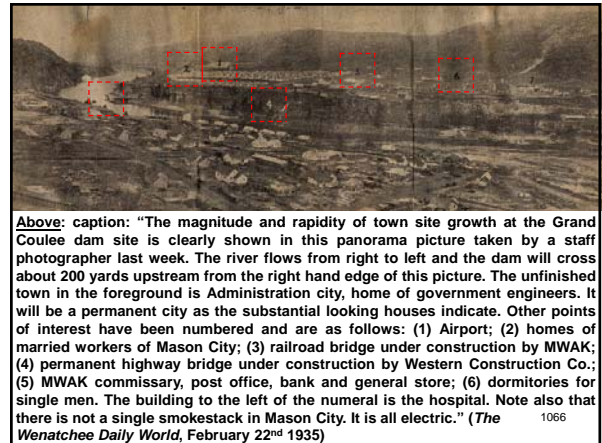 Above: caption: “The magnitude and rapidity of town site growth at the Grand
Coulee dam site is clearly shown in this panorama picture taken by a staff
photographer last week. The river flows from right to left and the dam will cross
about 200 yards upstream from the right hand edge of this picture. The unfinished
town in the foreground is Administration city, home of government engineers. It
will be a permanent city as the substantial looking houses indicate. Other points
of interest have been numbered and are as follows: (1) Airport; (2) homes of
married workers of Mason City; (3) railroad bridge under construction by MWAK;
(4) permanent highway bridge under construction by Western Construction Co.;
(5) MWAK commissary, post office, bank and general store; (6) dormitories for
single men. The building to the left of the numeral is the hospital. Note also that
there is not a single smokestack in Mason City. It is all electric.” (The
Wenatchee Daily World, February 22nd 1935)
1066